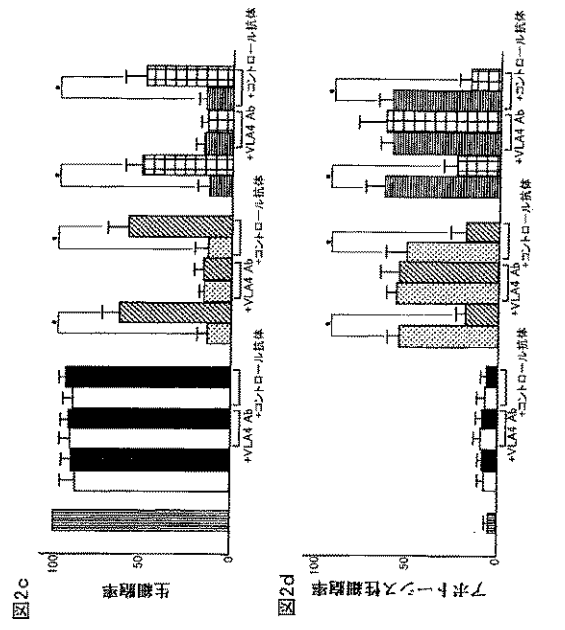 図2c
生細胞率
100
50
0
+VLA4 Ab
+コントロール抗体
+VLA4 Ab
+コントロール抗体
+VLA4 Ab
+コントロール抗体
*
*
*
*
図2d
アポトーシス性細胞率
100
50
0
+VLA4 Ab
+コントロール抗体
+VLA4 Ab
+コントロール抗体
+VLA4 Ab
+コントロール抗体
*
*
*
*